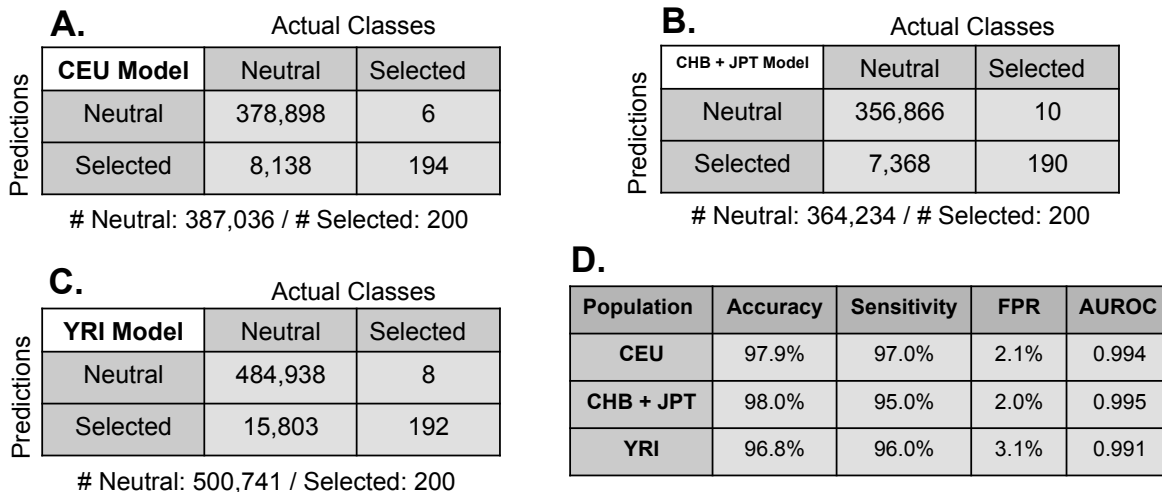 A.
Actual Classes
Predictions
CEU Model Neutral Selected
Neutral 378,898 6
Selected 8,138 194
# Neutral: 387,036 / # Selected: 200
B.
Actual Classes
Predictions
CHB + JPT Model Neutral Selected
Neutral 356,866 10
Selected 7,368 190
# Neutral: 364,234 / # Selected: 200
C.
Actual Classes
Predictions
YRI Model Neutral Selected
Neutral 484,938 8
Selected 15,803 192
# Neutral: 500,741 / Selected: 200
D.
Population Accuracy Sensitivity FPR AUROC
CEU 97.9% 97.0% 2.1% 0.994
CHB + JPT 98.0% 95.0% 2.0% 0.995
YRI 96.8% 96.0% 3.1% 0.991